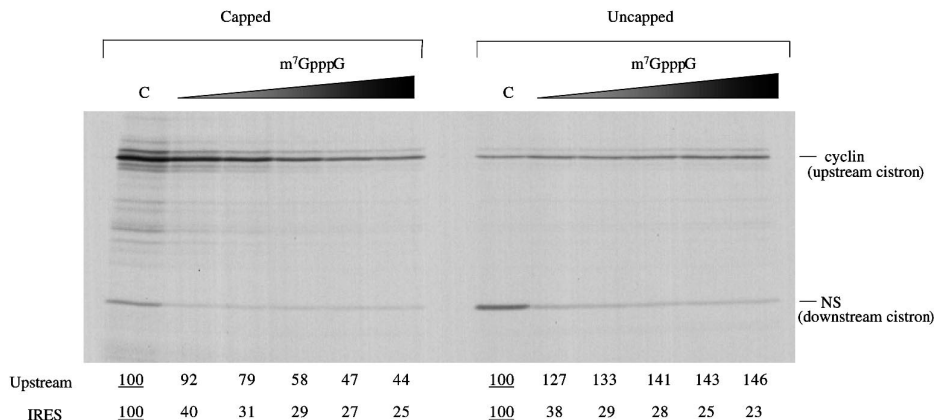 Capped Uncapped
m⁷GpppG m⁷GpppG
C C
cyclin
(upstream cistron)
NS
(downstream cistron)
Upstream 100 92 79 58 47 44 100 127 133 141 143 146
IRES 100 40 31 29 27 25 100 38 29 28 25 23